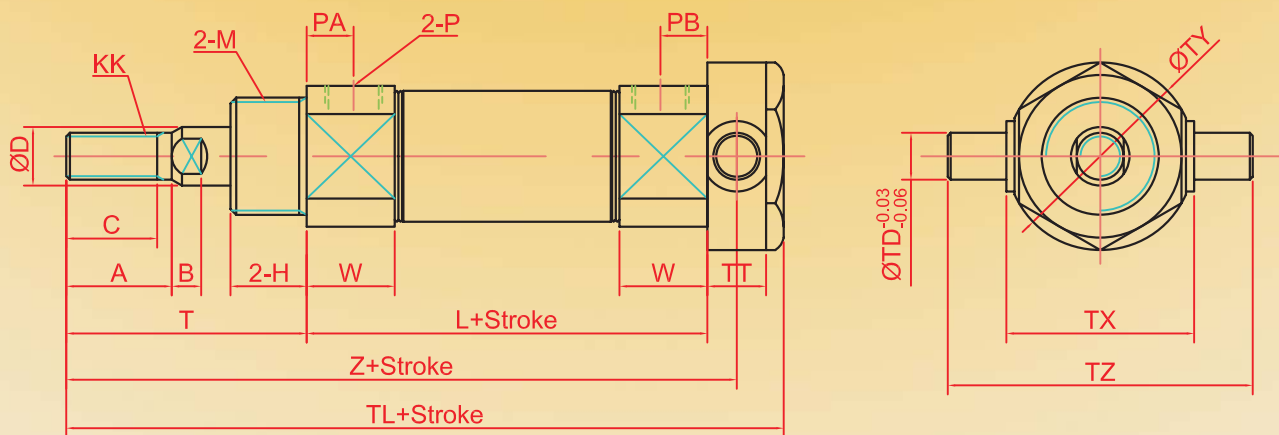 PA
PB
2-P
2-M
KK
ØD
C
A
B
2-H
W
W
TT
T
L+Stroke
Z+Stroke
TL+Stroke
ØTY
ØTD-0.03
-0.06
TX
TZ